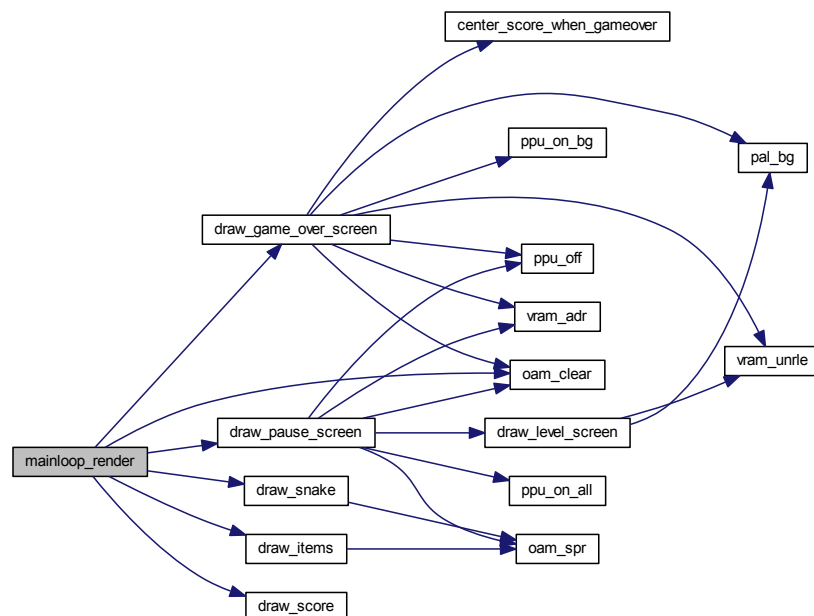 center_score_when_gameover
ppu_on_bg
pal_bg
draw_game_over_screen
ppu_off
vram_adr
vram_unrle
oam_clear
draw_pause_screen
draw_level_screen
mainloop_render
draw_snake
ppu_on_all
draw_items
oam_spr
draw_score